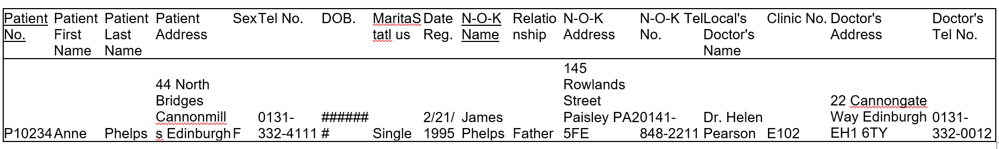 Patient Patient Patient Patient Sex Tel No. DOB. MaritaS Date N-O-K Relatio N-O-K N-O-K Tel Local's Clinic No. Doctor's Doctor's
No. First Last Address tatl us Reg. Name nship Address No. Doctor's Address Tel No.
Name Name Name
145
44 North Rowlands
Bridges Street 22 Cannongate
Cannonmill 0131- ###### 2/21/ James Paisley PA2 0141- Dr. Helen Way Edinburgh 0131-
P10234 Anne Phelps s Edinburgh F 332-4111 # Single 1995 Phelps Father 5FE 848-2211 Pearson E102 EH1 6TY 332-0012